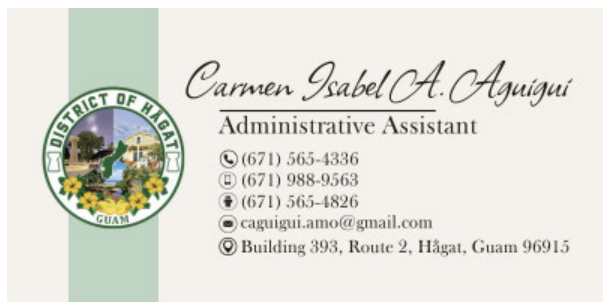 DISTRICT OF HÅGAT
GUAM
Carmen Isabel A. Aguigui
Administrative Assistant
(671) 565-4336
(671) 988-9563
(671) 565-4826
caguigui.amo@gmail.com
Building 393, Route 2, Hågat, Guam 96915